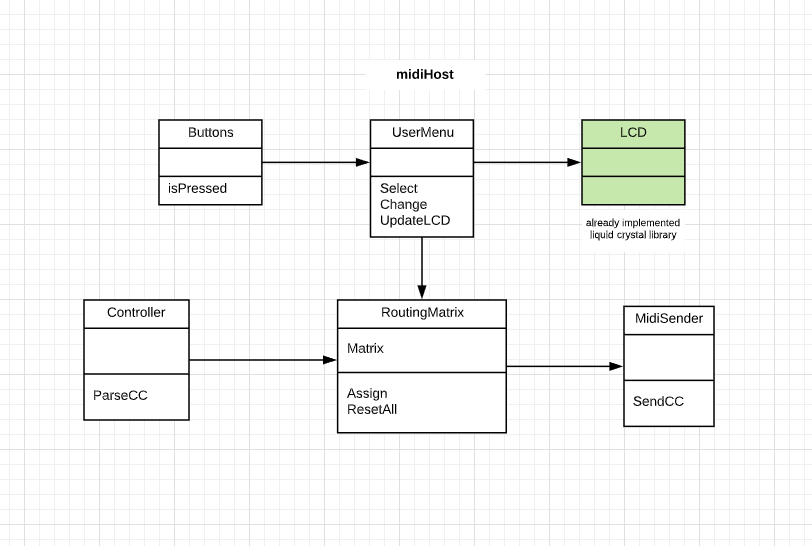 midiHost
Buttons
isPressed
UserMenu
Select
Change
UpdateLCD
LCD
already implemented
liquid crystal library
Controller
ParseCC
RoutingMatrix
Matrix
Assign
ResetAll
MidiSender
SendCC